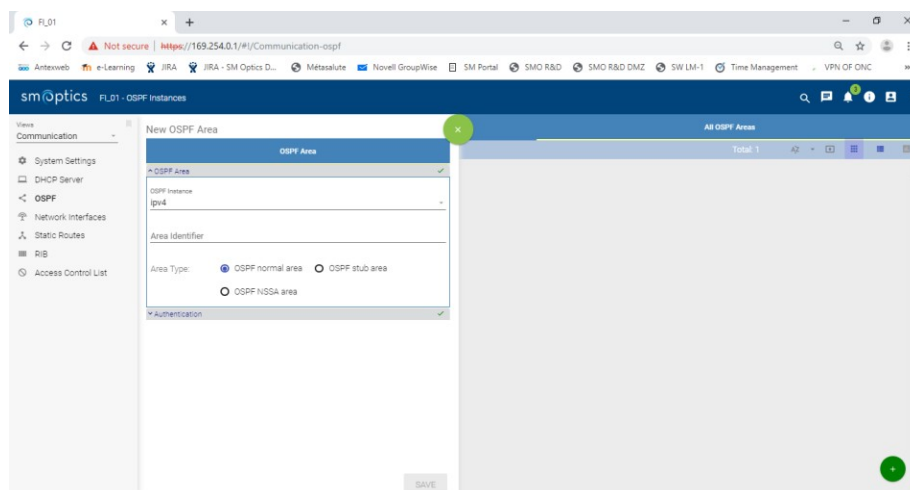 FI_01
Not secure | https://169.254.0.1/#!/Communication-ospf
Antexweb e-Learning JIRA JIRA - SM Optics D... Métasalute Novell GroupWise SM Portal SMO R&D SMO R&D DMZ SW LM-1 Time Management VPN OF ONC »
smoptics FI_01 - OSPF Instances
Views
Communication
System Settings
DHCP Server
OSPF
Network Interfaces
Static Routes
RIB
Access Control List
New OSPF Area
OSPF Area
OSPF Area
OSPF Instance
ipv4
Area Identifier
Area Type: OSPF normal area OSPF stub area
OSPF NSSA area
Authentication
SAVE
All OSPF Areas
Total: 1